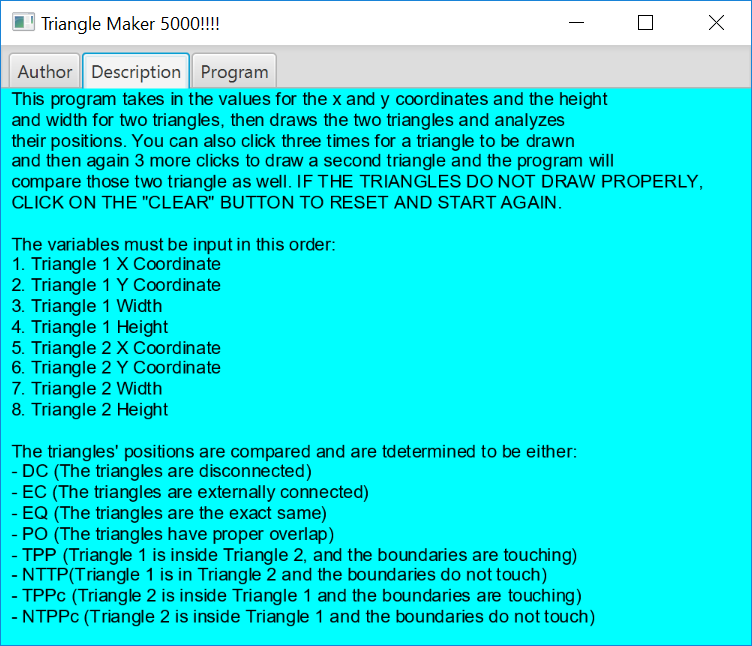 Triangle Maker 5000!!!!
Author Description Program
This program takes in the values for the x and y coordinates and the height
and width for two triangles, then draws the two triangles and analyzes
their positions. You can also click three times for a triangle to be drawn
and then again 3 more clicks to draw a second triangle and the program will
compare those two triangle as well. IF THE TRIANGLES DO NOT DRAW PROPERLY,
CLICK ON THE "CLEAR" BUTTON TO RESET AND START AGAIN.
The variables must be input in this order:
1. Triangle 1 X Coordinate
2. Triangle 1 Y Coordinate
3. Triangle 1 Width
4. Triangle 1 Height
5. Triangle 2 X Coordinate
6. Triangle 2 Y Coordinate
7. Triangle 2 Width
8. Triangle 2 Height
The triangles' positions are compared and are tdetermined to be either:
- DC (The triangles are disconnected)
- EC (The triangles are externally connected)
- EQ (The triangles are the exact same)
- PO (The triangles have proper overlap)
- TPP (Triangle 1 is inside Triangle 2, and the boundaries are touching)
- NTTP(Triangle 1 is in Triangle 2 and the boundaries do not touch)
- TPPc (Triangle 2 is inside Triangle 1 and the boundaries are touching)
- NTPPc (Triangle 2 is inside Triangle 1 and the boundaries do not touch)